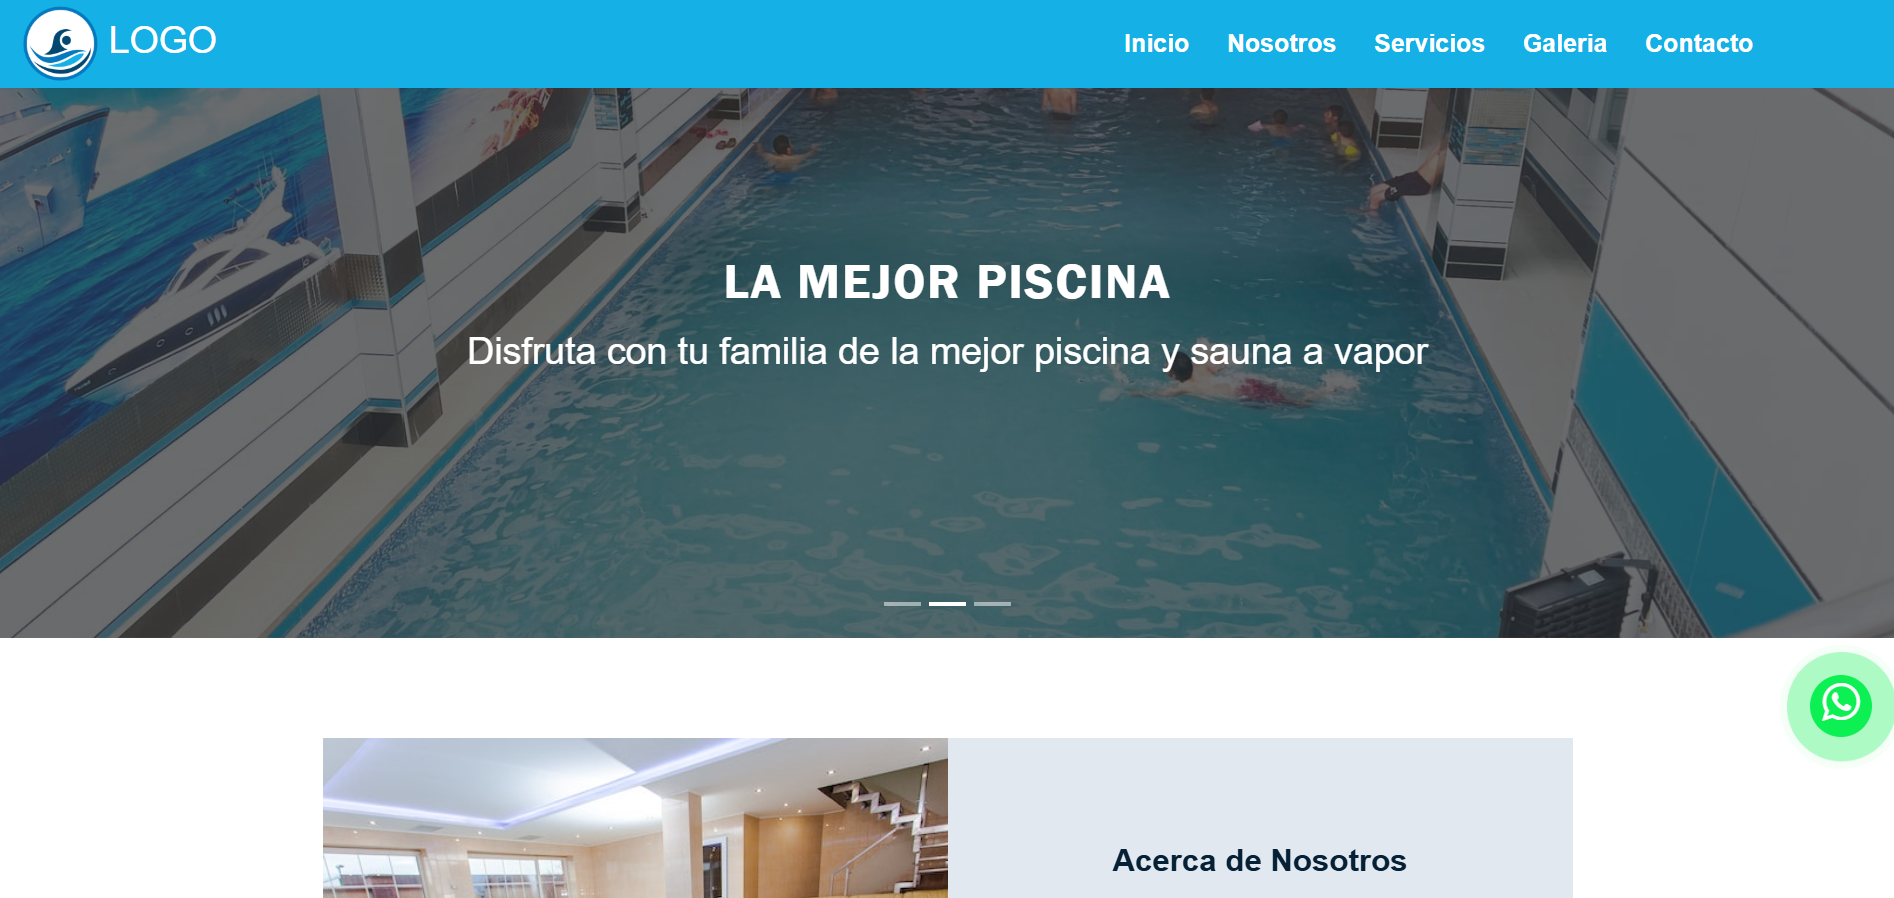 LOGO
Inicio Nosotros Servicios Galeria Contacto
LA MEJOR PISCINA
Disfruta con tu familia de la mejor piscina y sauna a vapor
Acerca de Nosotros